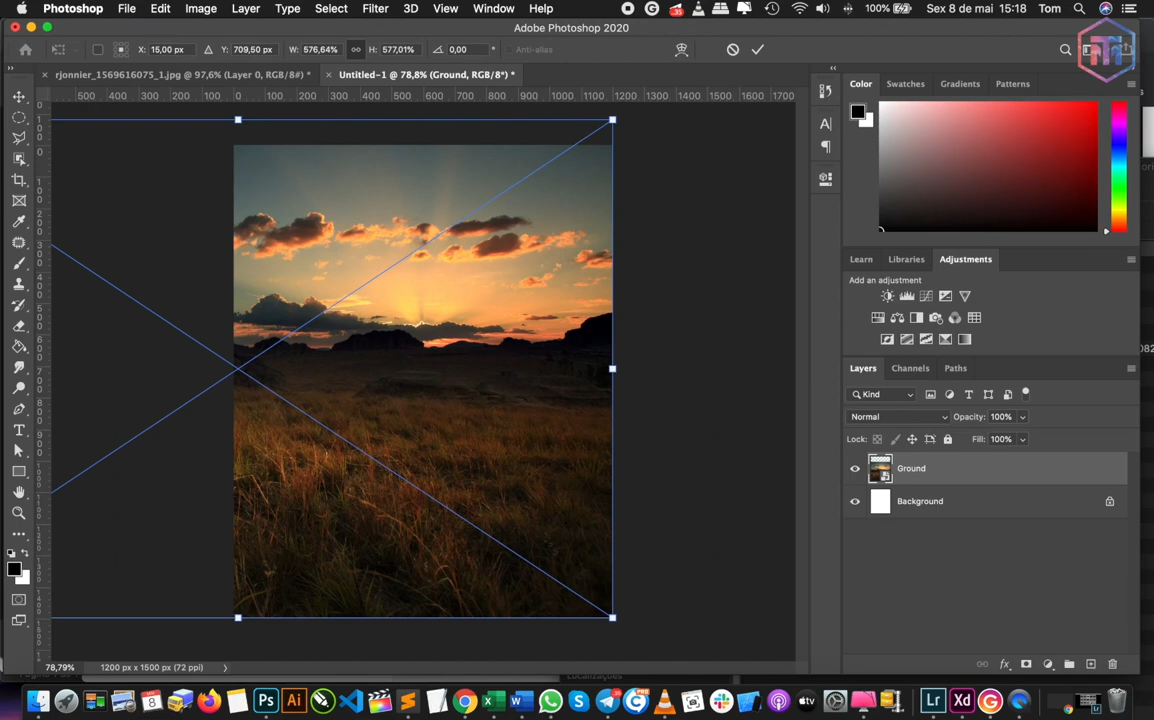 Photoshop File Edit Image Layer Type Select Filter 3D View Window Help 35 100% Sex 8 de mai 15:18 Tom
Adobe Photoshop 2020
X: 15,00 px Y: 709,50 px W: 576,64% H: 577,01% 0,00 ° Anti-alias
rjonnier_1569616075_1.jpg @ 97,6% (Layer 0, RGB/8#) * Untitled-1 @ 78,8% (Ground, RGB/8*) *
500 400 300 200 100 0 100 200 300 400 500 600 700 800 900 1000 1100 1200 1300 1400 1500 1600 1700
Color Swatches Gradients Patterns
Learn Libraries Adjustments
Add an adjustment
Layers Channels Paths
Kind
Normal Opacity: 100%
Lock: Fill: 100%
Ground
Background
78,79% 1200 px x 1500 px (72 ppi)
Localizações